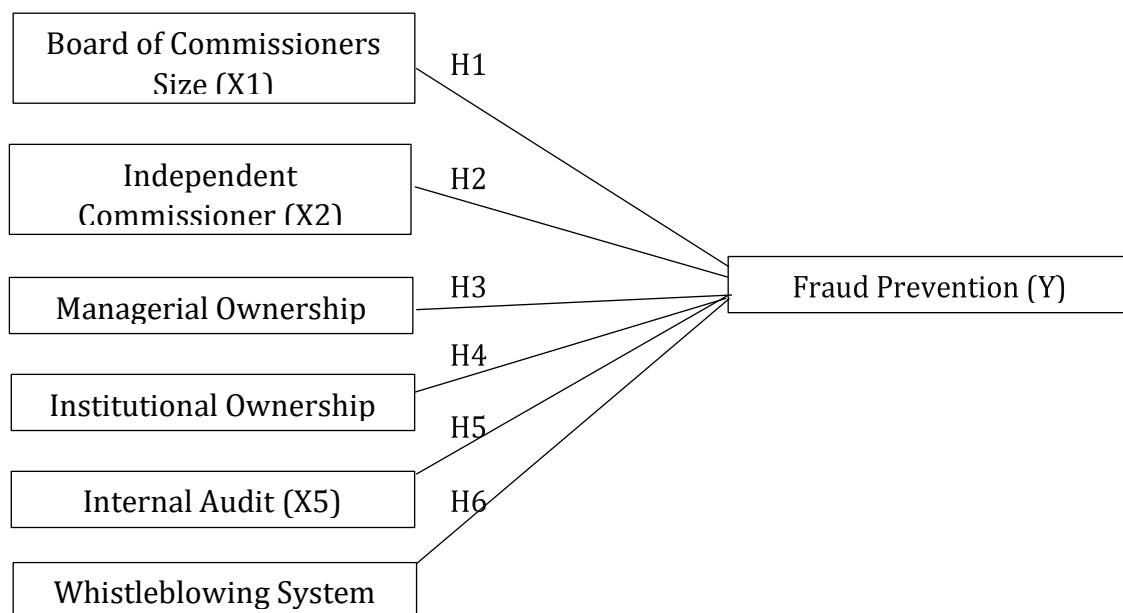 Board of Commissioners
Size (X1)
H1
Independent
Commissioner (X2)
H2
Managerial Ownership
H3
Fraud Prevention (Y)
Institutional Ownership
H4
Internal Audit (X5)
H5
Whistleblowing System
H6